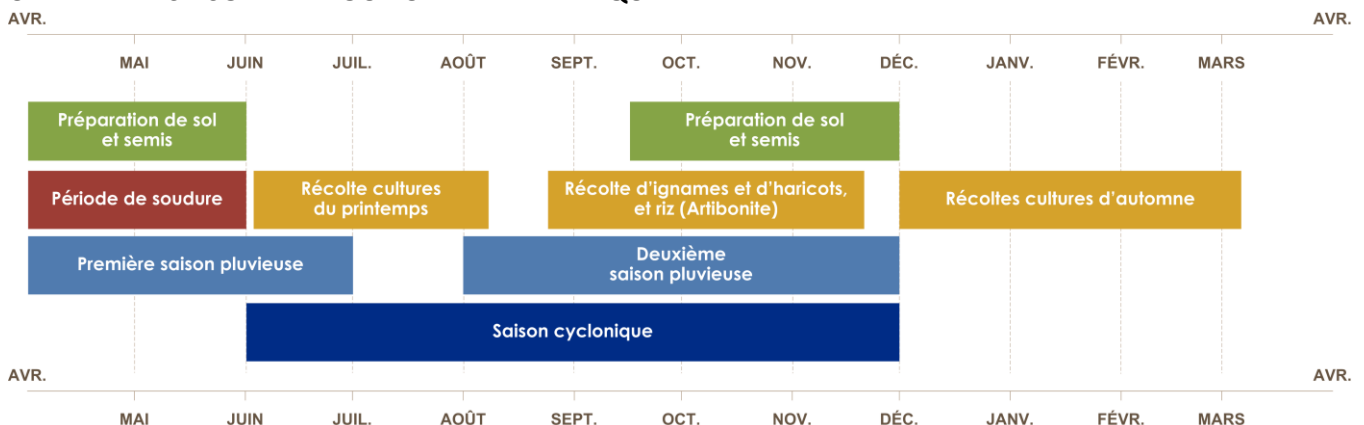 AVR. AVR.
MAI JUIN JUIL. AOÛT SEPT. OCT. NOV. DÉC. JANV. FÉVR. MARS
Préparation de sol
et semis
Préparation de sol
et semis
Période de soudure
Récolte cultures
du printemps
Récolte d'ignames et d'haricots,
et riz (Artibonite)
Récoltes cultures d'automne
Première saison pluvieuse
Deuxième
saison pluvieuse
Saison cyclonique
AVR. AVR.
MAI JUIN JUIL. AOÛT SEPT. OCT. NOV. DÉC. JANV. FÉVR. MARS